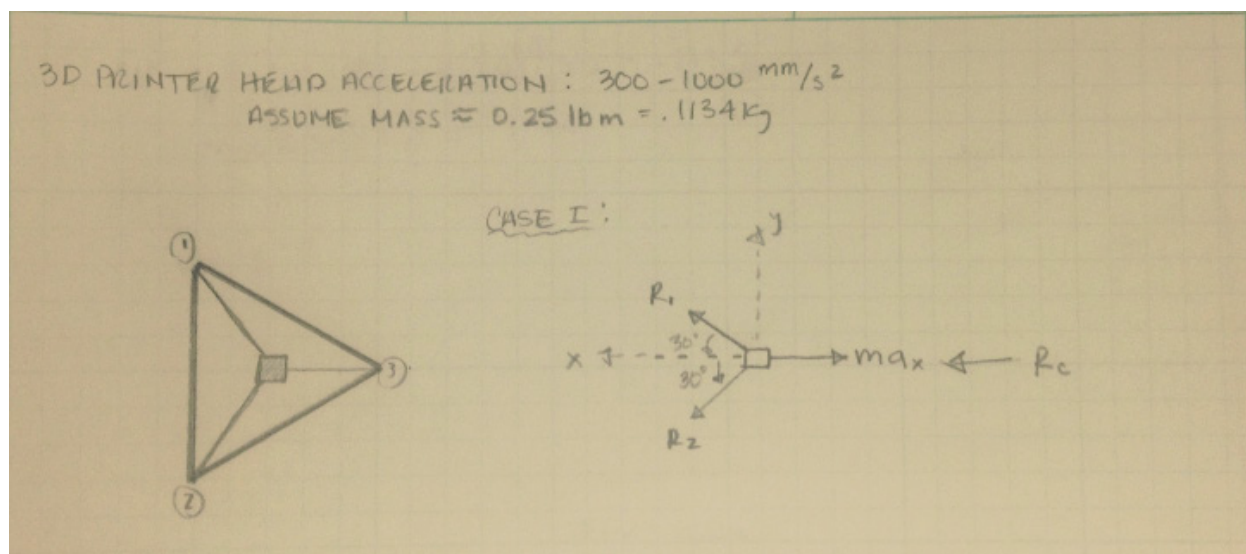 3D PRINTER HEAD ACCELERATION : 300-1000 mm/s²
ASSUME MASS ≈ 0.25 lbm = .1134 kg
CASE I :
y
R₁
30°
x
max
Rc
30°
R₂
1
3
2